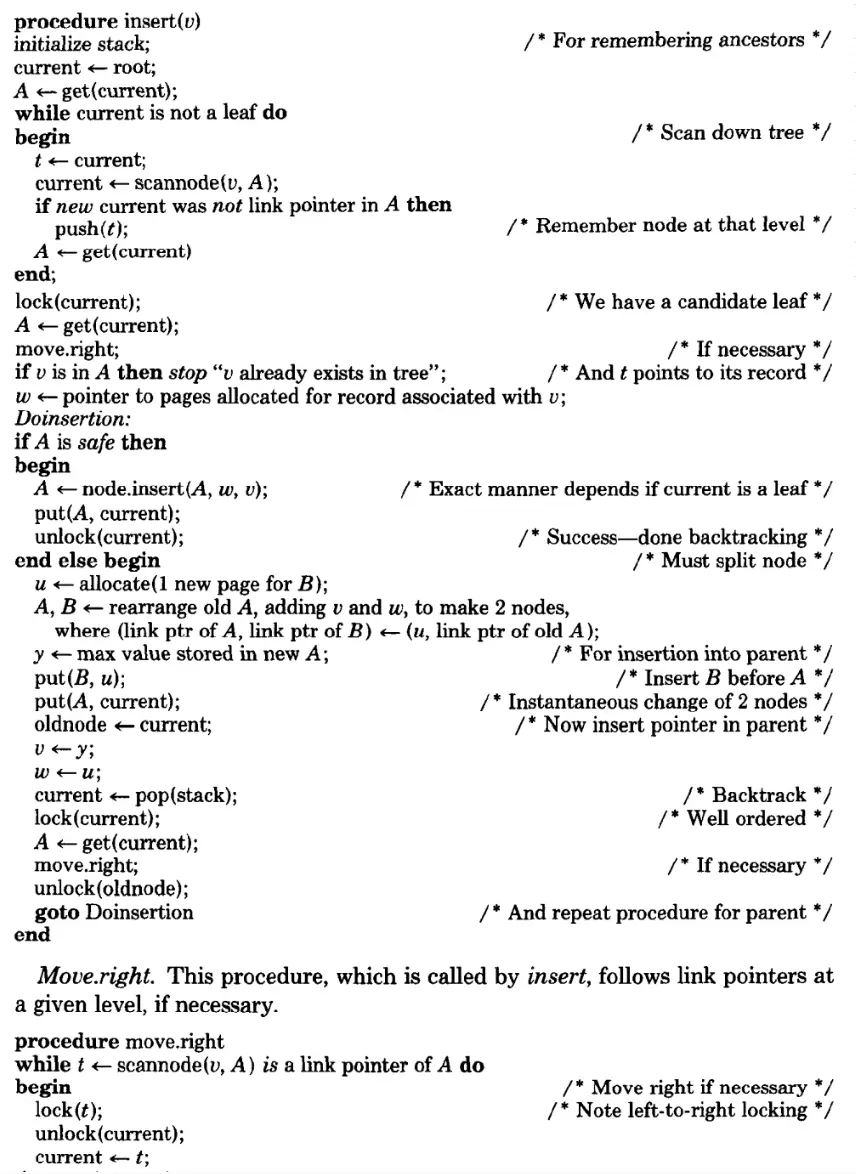 procedure insert(v)
initialize stack; /* For remembering ancestors */
current ← root;
A ← get(current);
while current is not a leaf do
begin /* Scan down tree */
t ← current;
current ← scannode(v, A);
if new current was not link pointer in A then
push(t); /* Remember node at that level */
A ← get(current)
end;
lock(current); /* We have a candidate leaf */
A ← get(current);
move.right; /* If necessary */
if v is in A then stop “v already exists in tree”; /* And t points to its record */
w ← pointer to pages allocated for record associated with v;
Doinsertion:
if A is safe then
begin
A ← node.insert(A, w, v); /* Exact manner depends if current is a leaf */
put(A, current);
unlock(current); /* Success—done backtracking */
end else begin /* Must split node */
u ← allocate(1 new page for B);
A, B ← rearrange old A, adding v and w, to make 2 nodes,
where (link ptr of A, link ptr of B) ← (u, link ptr of old A);
y ← max value stored in new A; /* For insertion into parent */
put(B, u); /* Insert B before A */
put(A, current); /* Instantaneous change of 2 nodes */
oldnode ← current; /* Now insert pointer in parent */
v ← y;
w ← u;
current ← pop(stack); /* Backtrack */
lock(current); /* Well ordered */
A ← get(current);
move.right; /* If necessary */
unlock(oldnode);
goto Doinsertion /* And repeat procedure for parent */
end
Move.right. This procedure, which is called by insert, follows link pointers at
a given level, if necessary.
procedure move.right
while t ← scannode(v, A) is a link pointer of A do
begin /* Move right if necessary */
lock(t); /* Note left-to-right locking */
unlock(current);
current ← t;